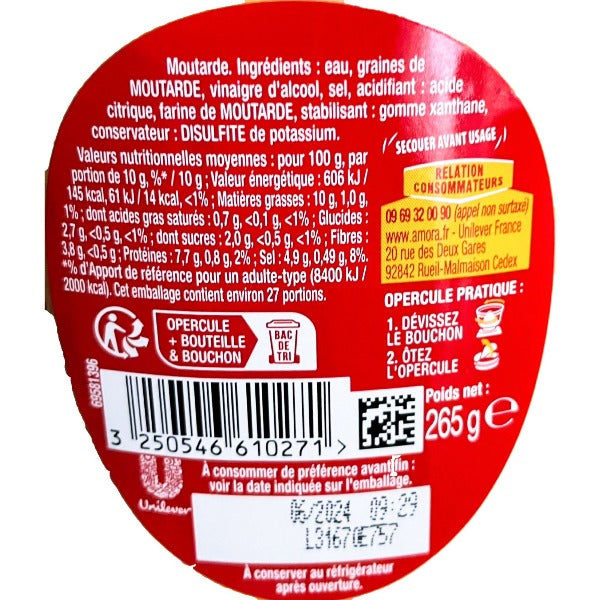 Moutarde. Ingrédients : eau, graines de
MOUTARDE, vinaigre d'alcool, sel, acidifiant : acide
citrique, farine de MOUTARDE, stabilisant : gomme xanthane,
conservateur : DISULFITE de potassium.
Valeurs nutritionnelles moyennes : pour 100 g, par
portion de 10 g, %* / 10 g ; Valeur énergétique : 606 kJ /
145 kcal, 61 kJ / 14 kcal, <1% ; Matières grasses : 10 g, 1,0 g,
1% ; dont acides gras saturés : 0,7 g, <0,1 g, <1% ; Glucides :
2,7 g, <0,5 g, <1% ; dont sucres : 2,0 g, <0,5 g, <1% ; Fibres :
3,8 g, <0,5 g ; Protéines : 7,7 g, 0,8 g, 2% ; Sel : 4,9 g, 0,49 g, 8%.
*% d'Apport de référence pour un adulte-type (8400 kJ /
2000 kcal). Cet emballage contient environ 27 portions.
SECOUER AVANT USAGE
RELATION
CONSOMMATEURS
09 69 32 00 90 (appel non surtaxé)
www.amora.fr - Unilever France
20 rue des Deux Gares
92842 Rueil-Malmaison Cedex
OPERCULE PRATIQUE :
1. DÉVISSEZ
LE BOUCHON
2. ÔTEZ
L'OPERCULE
OPERCULE
+ BOUTEILLE
& BOUCHON
BAC
DE
TRI
69581396
3 250546 610271 >
Poids net :
265 g e
Unilever
À consommer de préférence avant fin :
voir la date indiquée sur l'emballage.
06/2024 09:29
L3167OE757
À conserver au réfrigérateur
après ouverture.